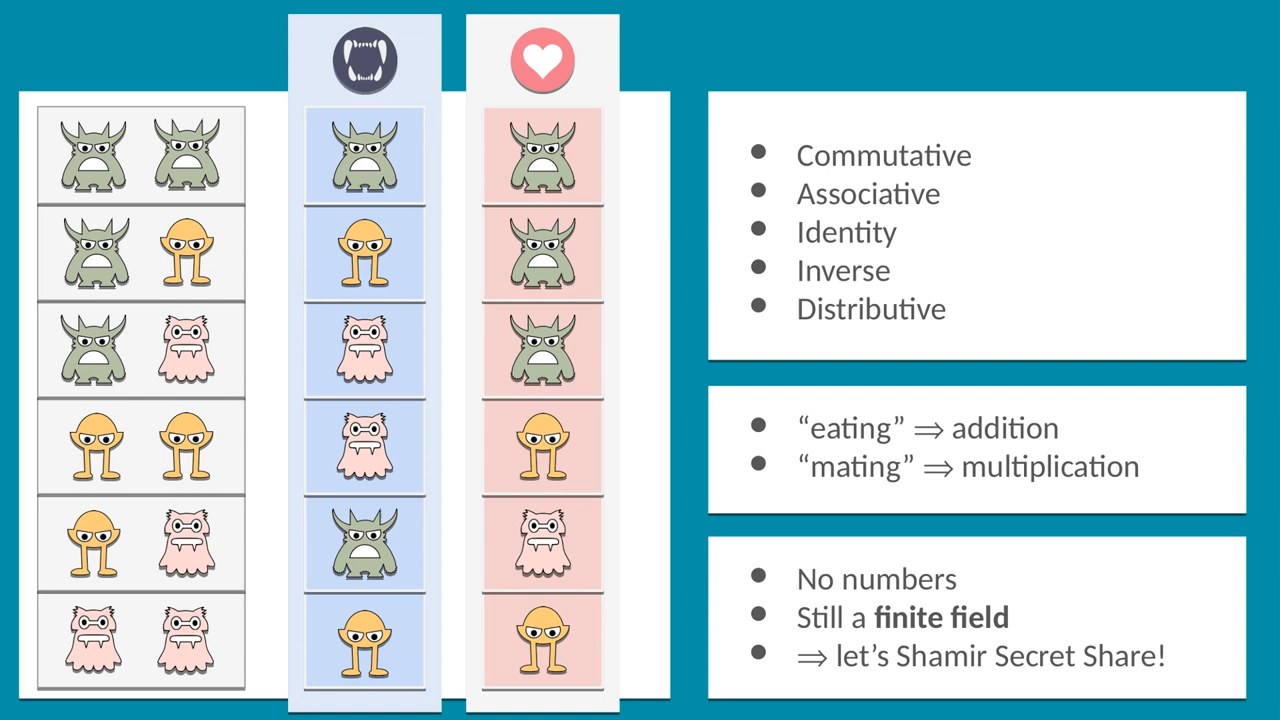 Commutative
Associative
Identity
Inverse
Distributive
“eating” ⇒ addition
“mating” ⇒ multiplication
No numbers
Still a finite field
⇒ let’s Shamir Secret Share!